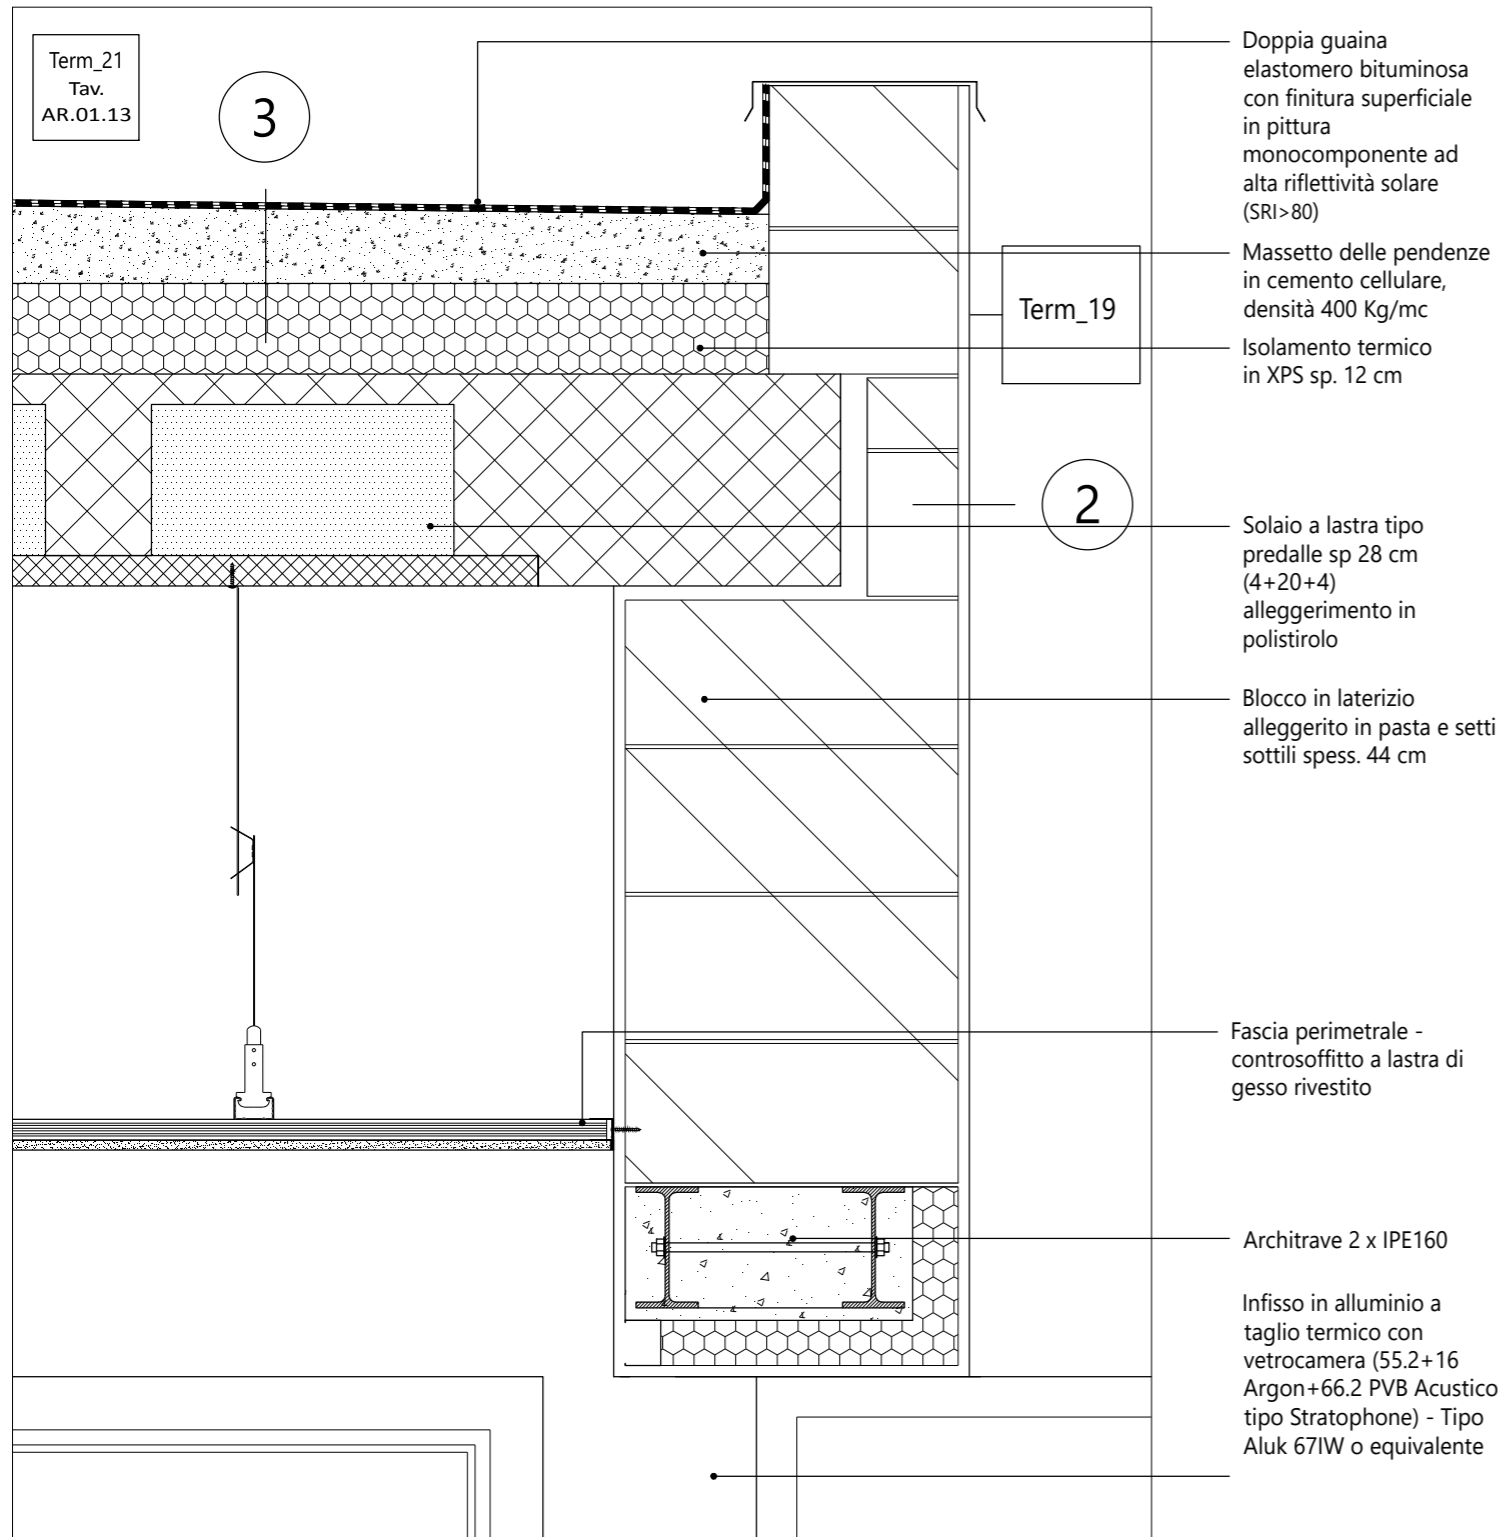 Term_21
Tav.
AR.01.13
3
Doppia guaina
elastomero bituminosa
con finitura superficiale
in pittura
monocomponente ad
alta riflettività solare
(SRI>80)
Massetto delle pendenze
in cemento cellulare,
densità 400 Kg/mc
Term_19
Isolamento termico
in XPS sp. 12 cm
2
Solaio a lastra tipo
predalle sp 28 cm
(4+20+4)
alleggerimento in
polistirolo
Blocco in laterizio
alleggerito in pasta e setti
sottili spess. 44 cm
Fascia perimetrale -
controsoffitto a lastra di
gesso rivestito
Architrave 2 x IPE160
Infisso in alluminio a
taglio termico con
vetrocamera (55.2+16
Argon+66.2 PVB Acustico
tipo Stratophone) - Tipo
Aluk 67IW o equivalente